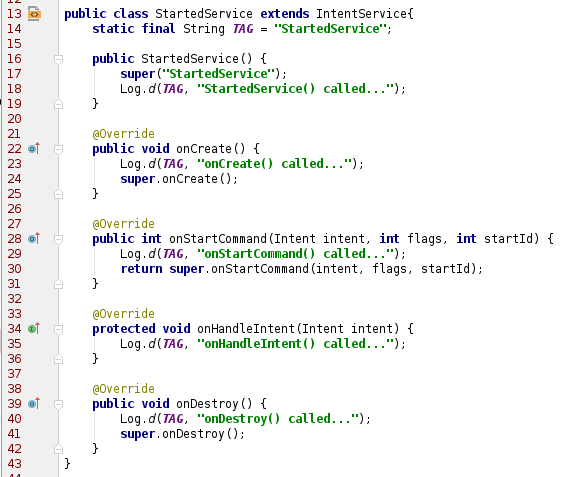 13 public class StartedService extends IntentService{
14     static final String TAG = "StartedService";
15
16     public StartedService() {
17         super("StartedService");
18         Log.d(TAG, "StartedService() called...");
19     }
20
21     @Override
22     public void onCreate() {
23         Log.d(TAG, "onCreate() called...");
24         super.onCreate();
25     }
26
27     @Override
28     public int onStartCommand(Intent intent, int flags, int startId) {
29         Log.d(TAG, "onStartCommand() called...");
30         return super.onStartCommand(intent, flags, startId);
31     }
32
33     @Override
34     protected void onHandleIntent(Intent intent) {
35         Log.d(TAG, "onHandleIntent() called...");
36     }
37
38     @Override
39     public void onDestroy() {
40         Log.d(TAG, "onDestroy() called...");
41         super.onDestroy();
42     }
43 }